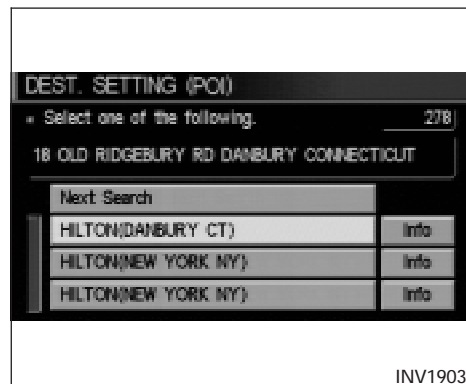 DEST. SETTING (POI)
Select one of the following. 278
18 OLD RIDGEBURY RD DANBURY CONNECTICUT
Next Search
HILTON(DANBURY CT) Info
HILTON(NEW YORK NY) Info
HILTON(NEW YORK NY) Info
INV1903